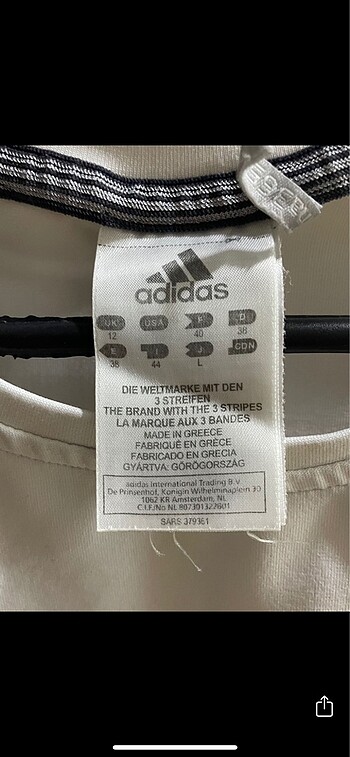 adidas
UK USA F D
12 40 38
E I J CDN
38 44 L
DIE WELTMARKE MIT DEN
3 STREIFEN
THE BRAND WITH THE 3 STRIPES
LA MARQUE AUX 3 BANDES
MADE IN GREECE
FABRIQUÉ EN GRÈCE
FABRICADO EN GRECIA
GYÁRTVA: GÖRÖGORSZÁG
adidas International Trading B.V.
De Prinsenhof, Konigin Wilhelminaplein 30
1062 KR Amsterdam, NL
C.I.F/No NL 807301322B01
SARS 379361